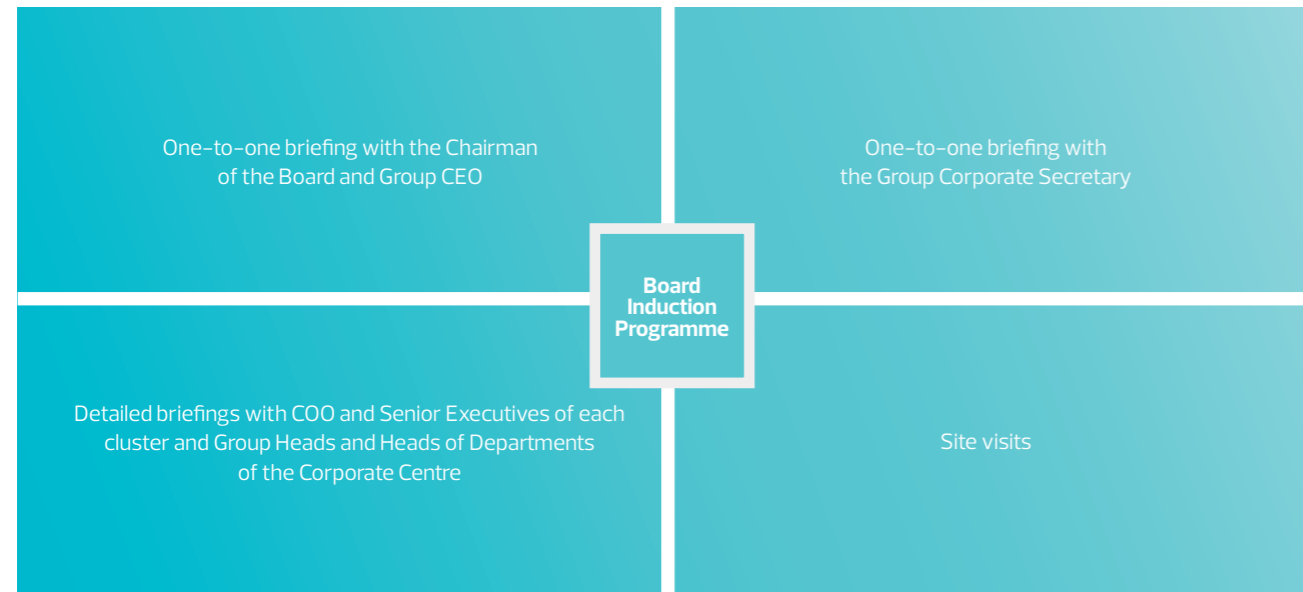 One-to-one briefing with the Chairman
of the Board and Group CEO
One-to-one briefing with
the Group Corporate Secretary
Board
Induction
Programme
Detailed briefings with COO and Senior Executives of each
cluster and Group Heads and Heads of Departments
of the Corporate Centre
Site visits